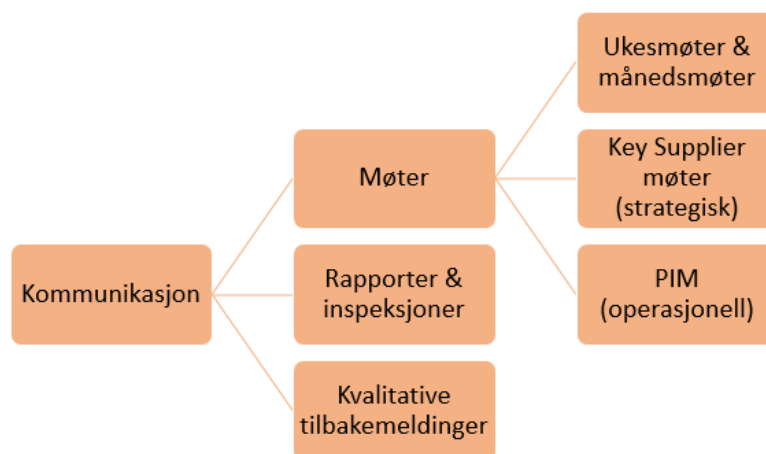 Kommunikasjon
Møter
Rapporter &
inspeksjoner
Kvalitative
tilbakemeldinger
Ukesmøter &
månedsmøter
Key Supplier
møter
(strategisk)
PIM
(operasjonell)